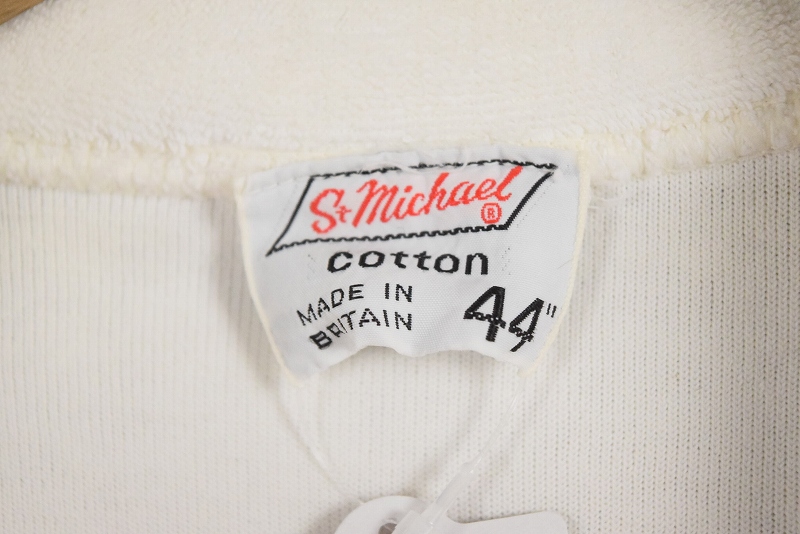 St Michael ®
cotton
MADE IN
BRITAIN
44"